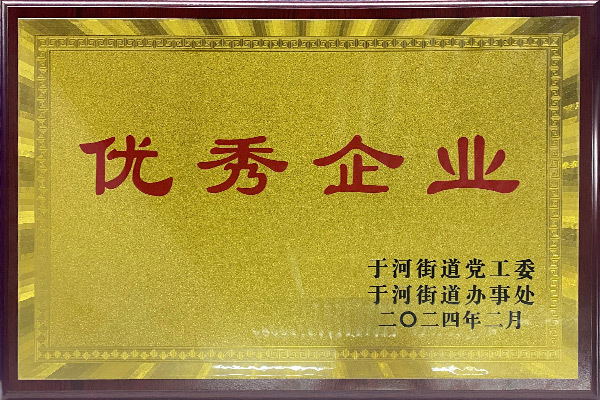 优秀企业
于河街道党工委
于河街道办事处
二〇二四年二月